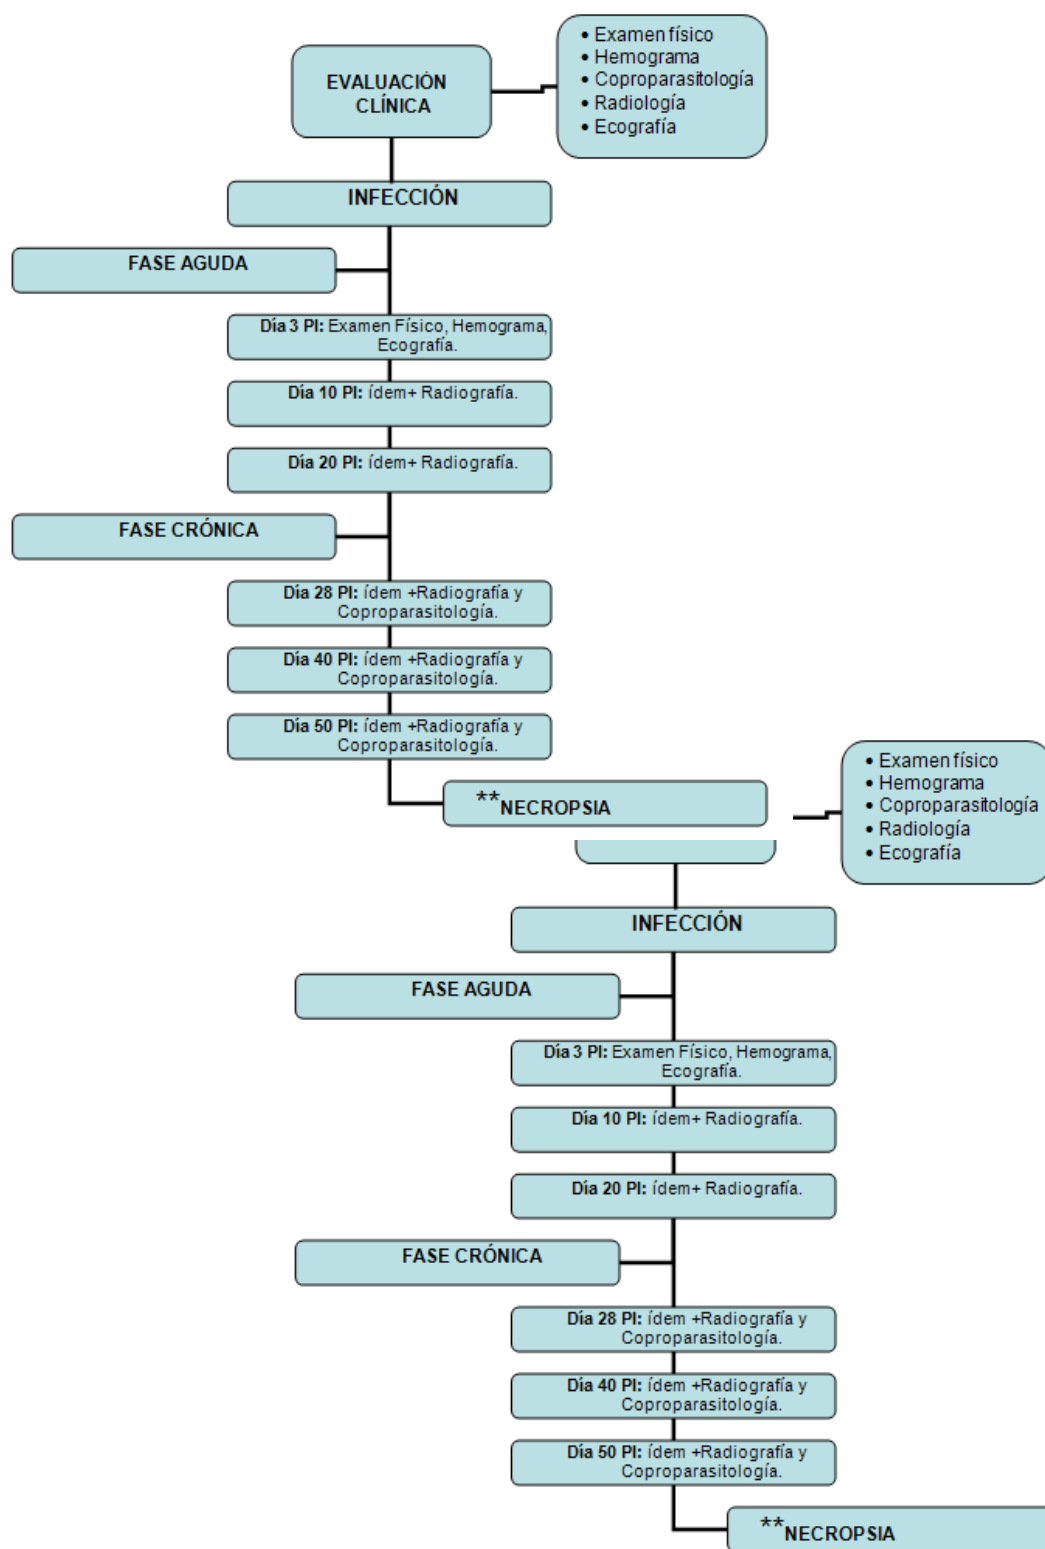 EVALUACIÓN
CLÍNICA
• Examen físico
• Hemograma
• Coproparasitología
• Radiología
• Ecografía
INFECCIÓN
FASE AGUDA
Día 3 PI: Examen Físico, Hemograma,
Ecografía.
Día 10 PI: ídem+ Radiografía.
Día 20 PI: ídem+ Radiografía.
FASE CRÓNICA
Día 28 PI: ídem +Radiografía y
Coproparasitología.
Día 40 PI: ídem +Radiografía y
Coproparasitología.
Día 50 PI: ídem +Radiografía y
Coproparasitología.
**NECROPSIA
• Examen físico
• Hemograma
• Coproparasitología
• Radiología
• Ecografía
INFECCIÓN
FASE AGUDA
Día 3 PI: Examen Físico, Hemograma,
Ecografía.
Día 10 PI: ídem+ Radiografía.
Día 20 PI: ídem+ Radiografía.
FASE CRÓNICA
Día 28 PI: ídem +Radiografía y
Coproparasitología.
Día 40 PI: ídem +Radiografía y
Coproparasitología.
Día 50 PI: ídem +Radiografía y
Coproparasitología.
**NECROPSIA